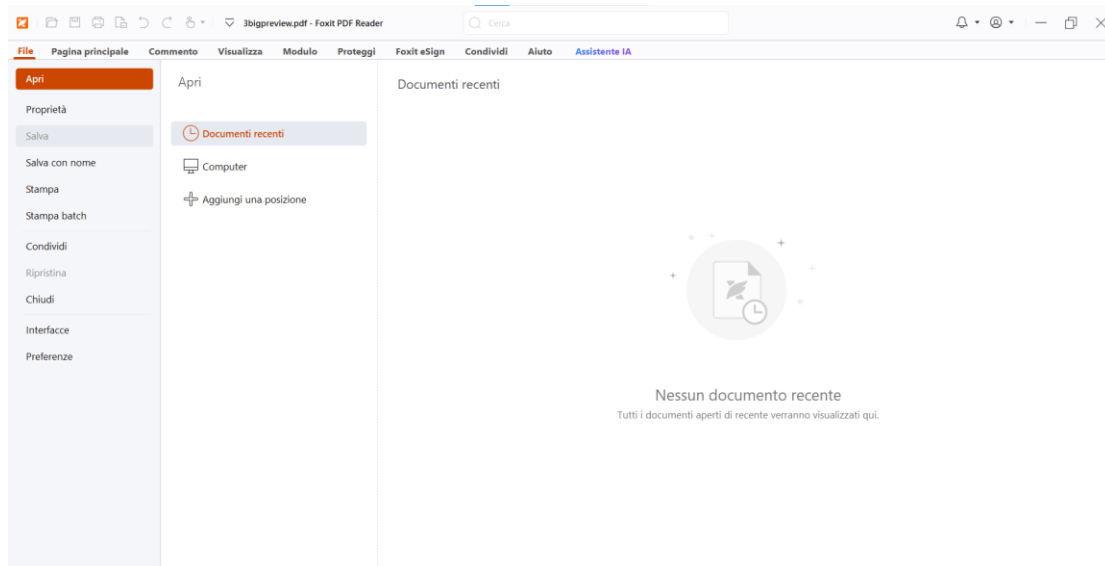 3bigpreview.pdf - Foxit PDF Reader
Cerca
File Pagina principale Commento Visualizza Modulo Proteggi Foxit eSign Condividi Aiuto Assistente IA
Apri
Proprietà
Salva
Salva con nome
Stampa
Stampa batch
Condividi
Ripristina
Chiudi
Interfacce
Preferenze
Apri
Documenti recenti
Computer
Aggiungi una posizione
Documenti recenti
Nessun documento recente
Tutti i documenti aperti di recente verranno visualizzati qui.